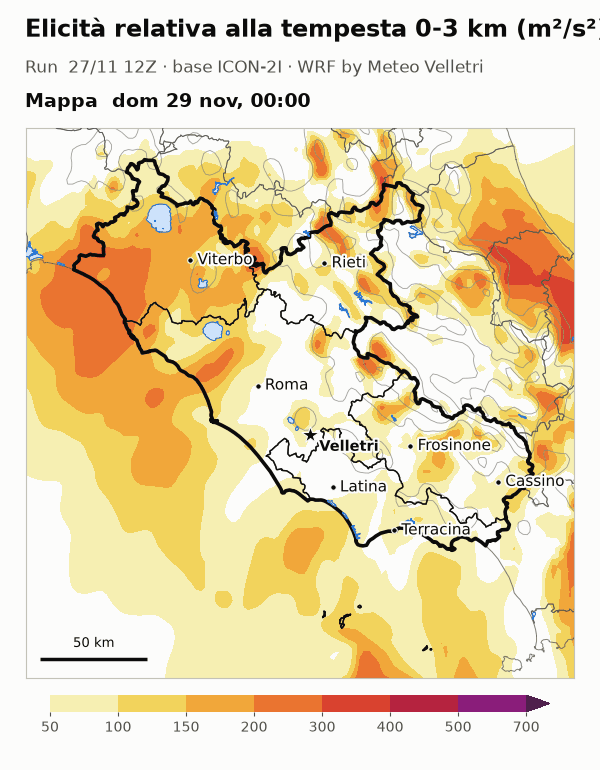 Elicità relativa alla tempesta 0-3 km (m²/s²)
Run 27/11 12Z · base ICON-2I · WRF by Meteo Velletri
Mappa dom 29 nov, 00:00
Viterbo
Rieti
Roma
Velletri
Frosinone
Cassino
Latina
Terracina
50 km
50 100 150 200 300 400 500 700